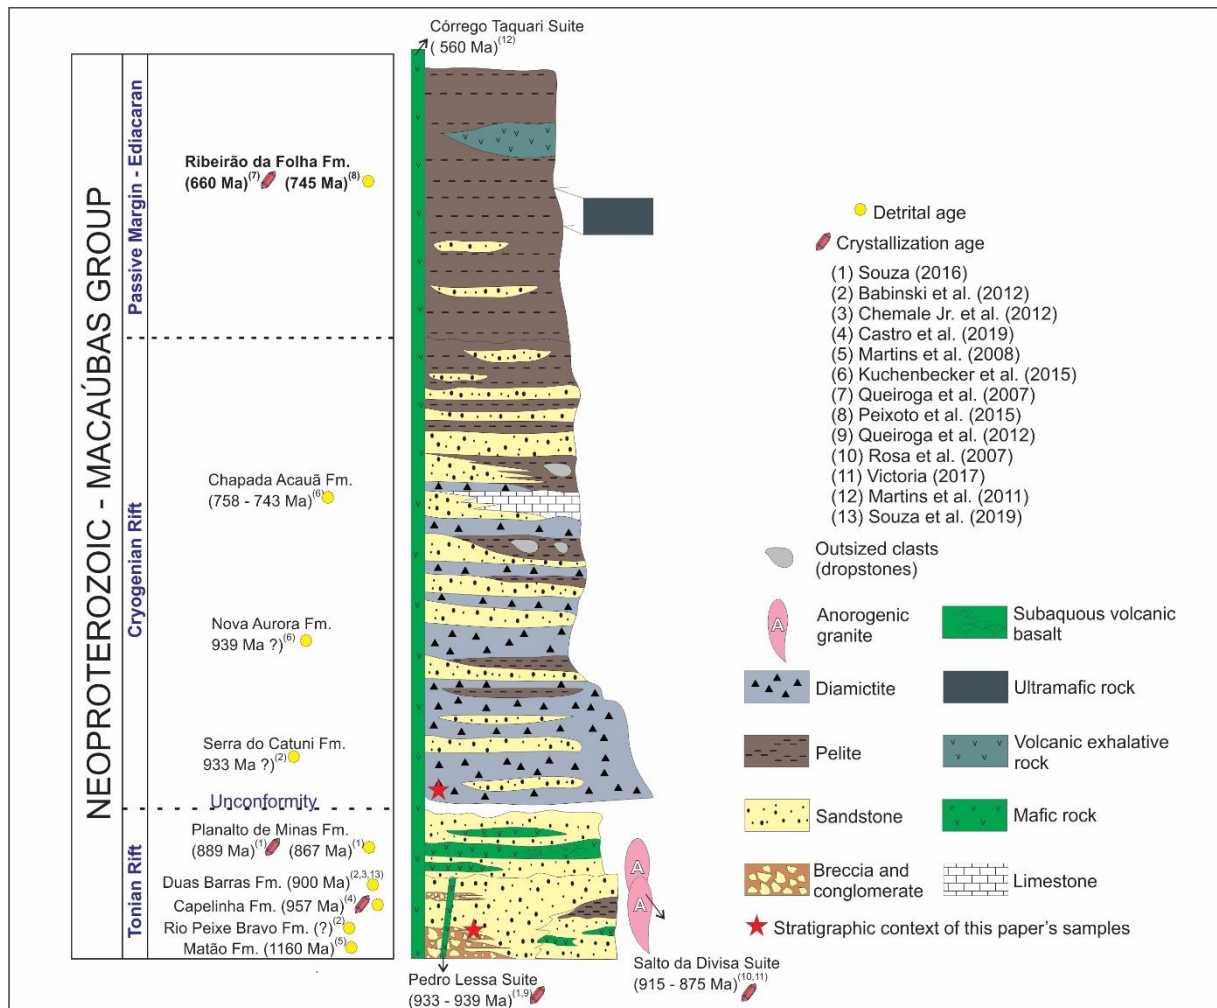 Córrego Taquari Suite
( 560 Ma)(12)
NEOPROTEROZOIC - MACAÚBAS GROUP
Passive Margin - Ediacaran
Ribeirão da Folha Fm.
(660 Ma)(7) (745 Ma)(8)
Cryogenian Rift
Chapada Acauã Fm.
(758 - 743 Ma)(6)
Nova Aurora Fm.
939 Ma ?)(6)
Serra do Catuni Fm.
933 Ma ?)(2)
Unconformity
Tonian Rift
Planalto de Minas Fm.
(889 Ma)(1) (867 Ma)(1)
Duas Barras Fm. (900 Ma)(2,3,13)
Capelinha Fm. (957 Ma)(4)
Rio Peixe Bravo Fm. (?)(2)
Matão Fm. (1160 Ma)(5)
Pedro Lessa Suite
(933 - 939 Ma)(1,9)
A
A
Salto da Divisa Suite
(915 - 875 Ma)(10,11)
Detrital age
Crystallization age
(1) Souza (2016)
(2) Babinski et al. (2012)
(3) Chemale Jr. et al. (2012)
(4) Castro et al. (2019)
(5) Martins et al. (2008)
(6) Kuchenbecker et al. (2015)
(7) Queiroga et al. (2007)
(8) Peixoto et al. (2015)
(9) Queiroga et al. (2012)
(10) Rosa et al. (2007)
(11) Victoria (2017)
(12) Martins et al. (2011)
(13) Souza et al. (2019)
Outsized clasts
(dropstones)
A
Anorogenic
granite
Subaquous volcanic
basalt
Diamictite
Ultramafic rock
Pelite
Volcanic exhalative
rock
Sandstone
Mafic rock
Breccia and
conglomerate
Limestone
Stratigraphic context of this paper's samples